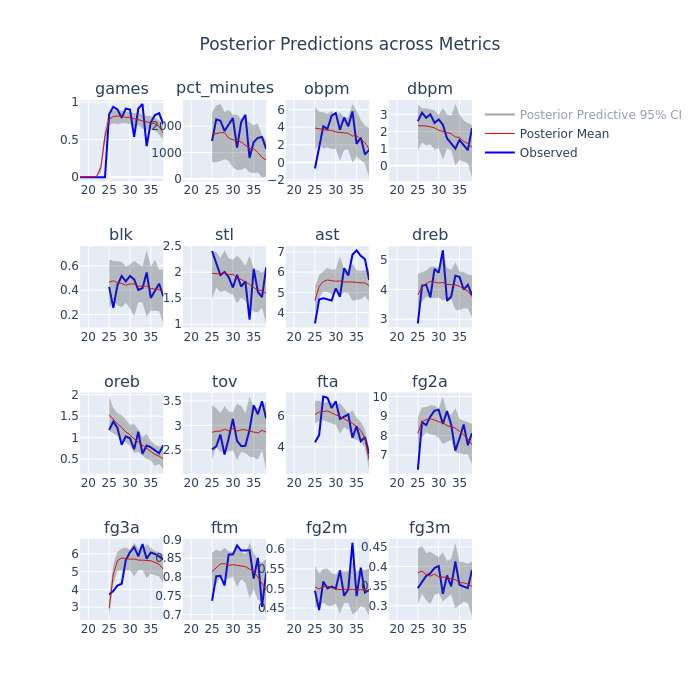 Posterior Predictions across Metrics
games pct_minutes obpm dbpm
Posterior Predictive 95% CI
Posterior Mean
Observed
1
0.5
0
20 25 30 35
2000
1000
0
20 25 30 35
6
4
2
0
−2
20 25 30 35
3
2
1
0
20 25 30 35
blk stl ast dreb
0.6
0.4
0.2
20 25 30 35
2.5
2
1.5
1
20 25 30 35
7
6
5
4
20 25 30 35
5
4
3
20 25 30 35
oreb tov fta fg2a
2
1.5
1
0.5
20 25 30 35
3.5
3
2.5
20 25 30 35
6
4
20 25 30 35
10
9
8
7
20 25 30 35
fg3a ftm fg2m fg3m
6
5
4
3
20 25 30 35
0.9
0.85
0.8
0.75
0.7
20 25 30 35
0.6
0.5
0.45
20 25 30 35
0.45
0.4
0.3
20 25 30 35